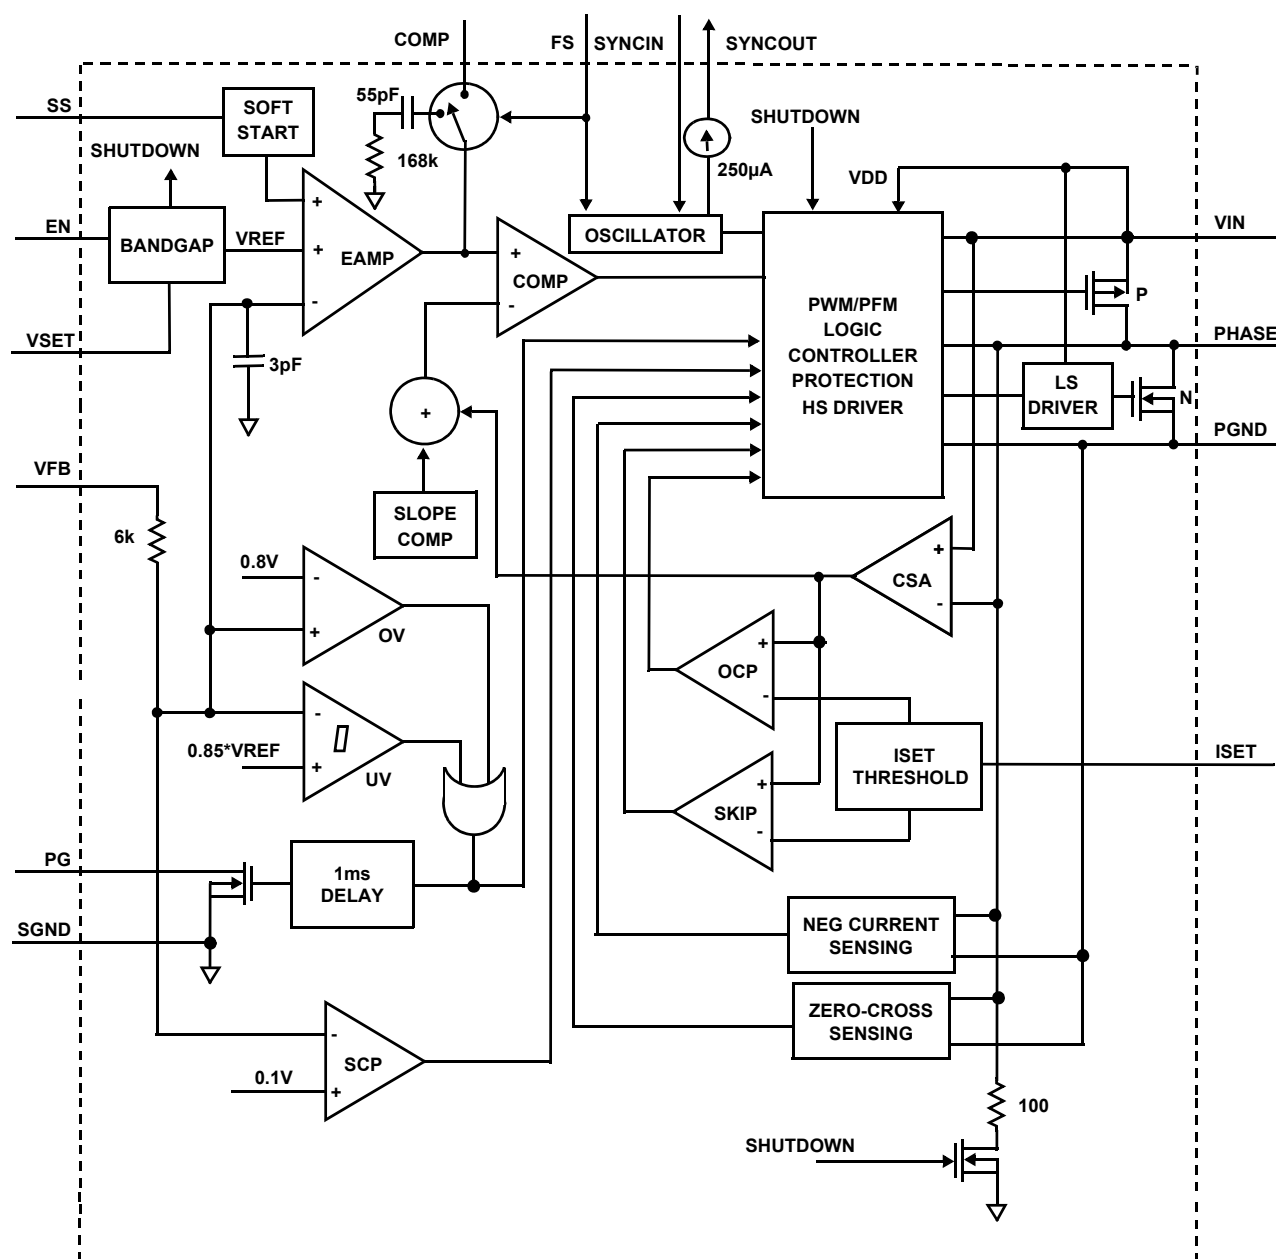 COMP
FS
SYNCIN
SYNCOUT
SS
SOFT
START
55pF
168k
SHUTDOWN
250µA
SHUTDOWN
VDD
EN
BANDGAP
VREF
+
+
-
EAMP
+
-
COMP
OSCILLATOR
VIN
P
VSET
3pF
PWM/PFM
LOGIC
CONTROLLER
PROTECTION
HS DRIVER
PHASE
LS
DRIVER
N
PGND
+
VFB
6k
SLOPE
COMP
0.8V
-
+
OV
CSA
+
-
OCP
+
-
0.85*VREF
-
+
UV
ISET
THRESHOLD
ISET
SKIP
+
-
PG
1ms
DELAY
SGND
NEG CURRENT
SENSING
ZERO-CROSS
SENSING
0.1V
-
+
SCP
100
SHUTDOWN